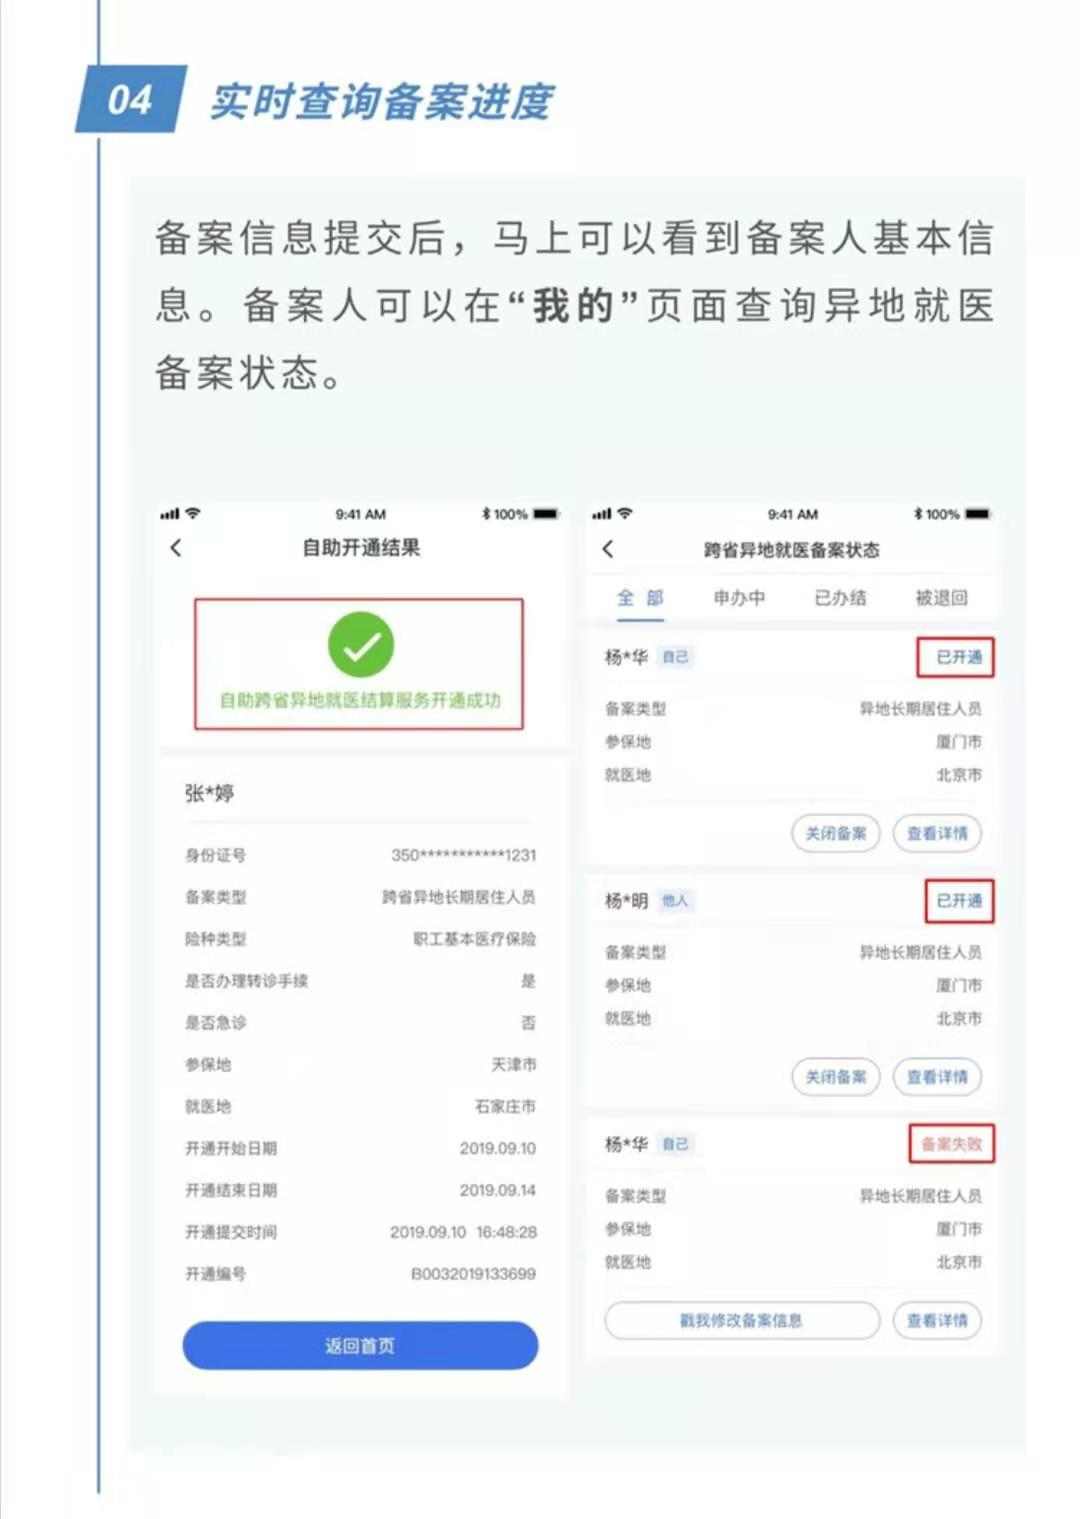 04 实时查询备案进度
备案信息提交后，马上可以看到备案人基本信
息。备案人可以在“我的”页面查询异地就医
备案状态。
9:41 AM 100%
自助开通结果
自助跨省异地就医结算服务开通成功
张*婷
身份证号 350***********1231
备案类型 跨省异地长期居住人员
险种类型 职工基本医疗保险
是否办理转诊手续 是
是否急诊 否
参保地 天津市
就医地 石家庄市
开通开始日期 2019.09.10
开通结束日期 2019.09.14
开通提交时间 2019.09.10 16:48:28
开通编号 B0032019133699
返回首页
9:41 AM 100%
跨省异地就医备案状态
全部 申办中 已办结 被退回
杨*华 自己 已开通
备案类型 异地长期居住人员
参保地 厦门市
就医地 北京市
关闭备案 查看详情
杨*明 他人 已开通
备案类型 异地长期居住人员
参保地 厦门市
就医地 北京市
关闭备案 查看详情
杨*华 自己 备案失败
备案类型 异地长期居住人员
参保地 厦门市
就医地 北京市
戳我修改备案信息 查看详情